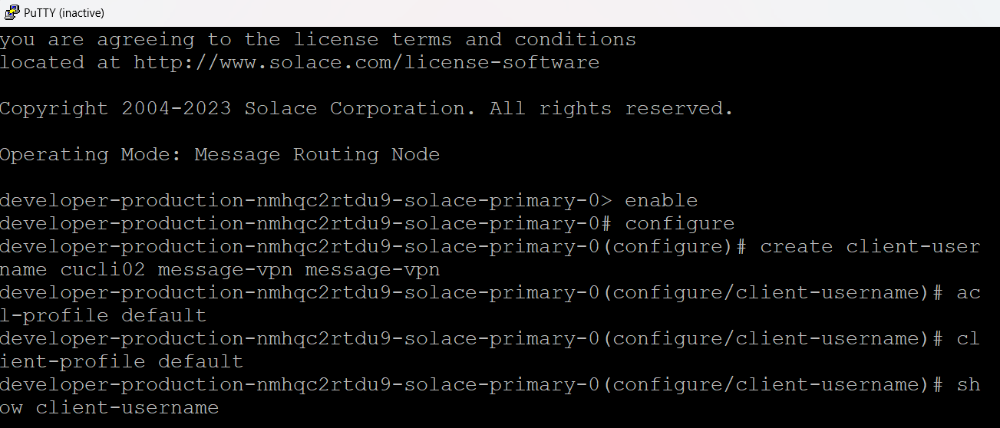 PuTTY (inactive)
you are agreeing to the license terms and conditions
located at http://www.solace.com/license-software
Copyright 2004-2023 Solace Corporation. All rights reserved.
Operating Mode: Message Routing Node
developer-production-nmhqc2rtdu9-solace-primary-0> enable
developer-production-nmhqc2rtdu9-solace-primary-0# configure
developer-production-nmhqc2rtdu9-solace-primary-0(configure)# create client-user
name cucli02 message-vpn message-vpn
developer-production-nmhqc2rtdu9-solace-primary-0(configure/client-username)# ac
l-profile default
developer-production-nmhqc2rtdu9-solace-primary-0(configure/client-username)# cl
ient-profile default
developer-production-nmhqc2rtdu9-solace-primary-0(configure/client-username)# sh
ow client-username